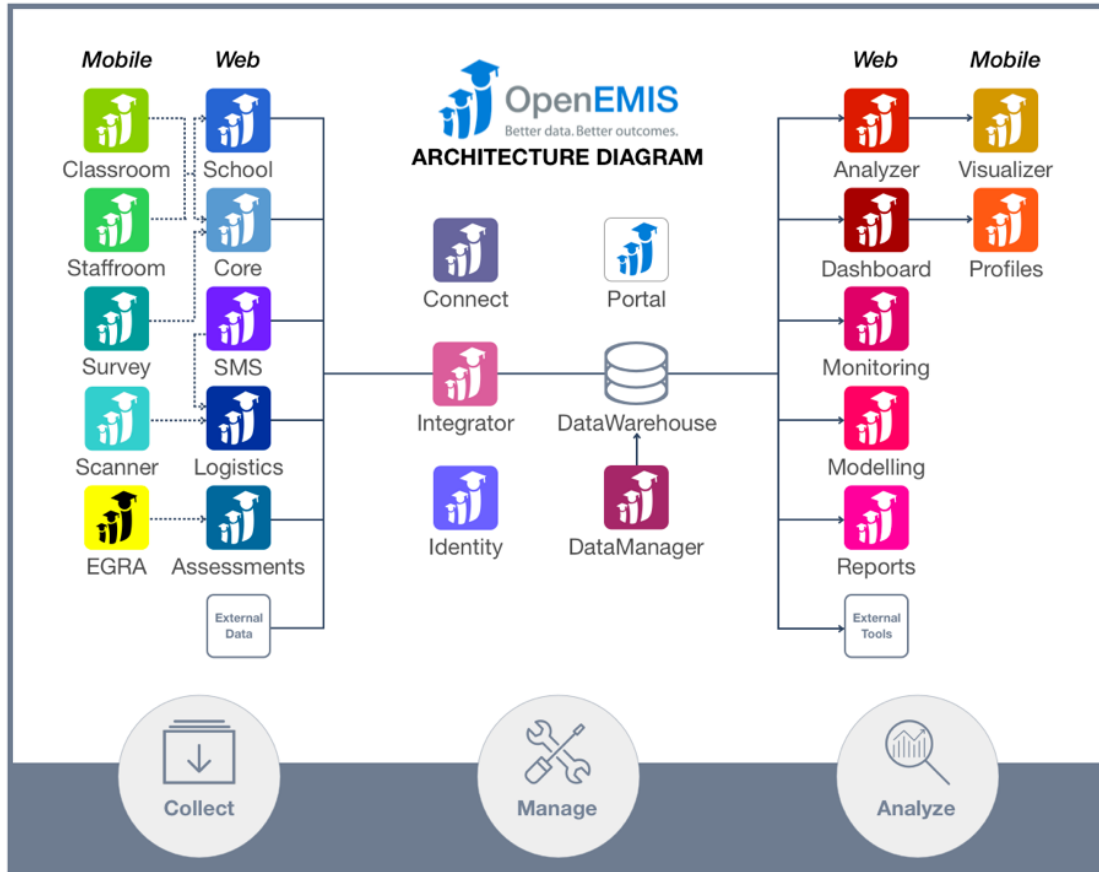 Mobile Web
Web Mobile
OpenEMIS
Better data. Better outcomes.
ARCHITECTURE DIAGRAM
Classroom School
Analyzer Visualizer
Staffroom Core
Connect Portal
Dashboard Profiles
Survey SMS
Monitoring
Integrator DataWarehouse
Scanner Logistics
Modelling
Identity DataManager
EGRA Assessments
Reports
External
Data
External
Tools
Collect
Manage
Analyze